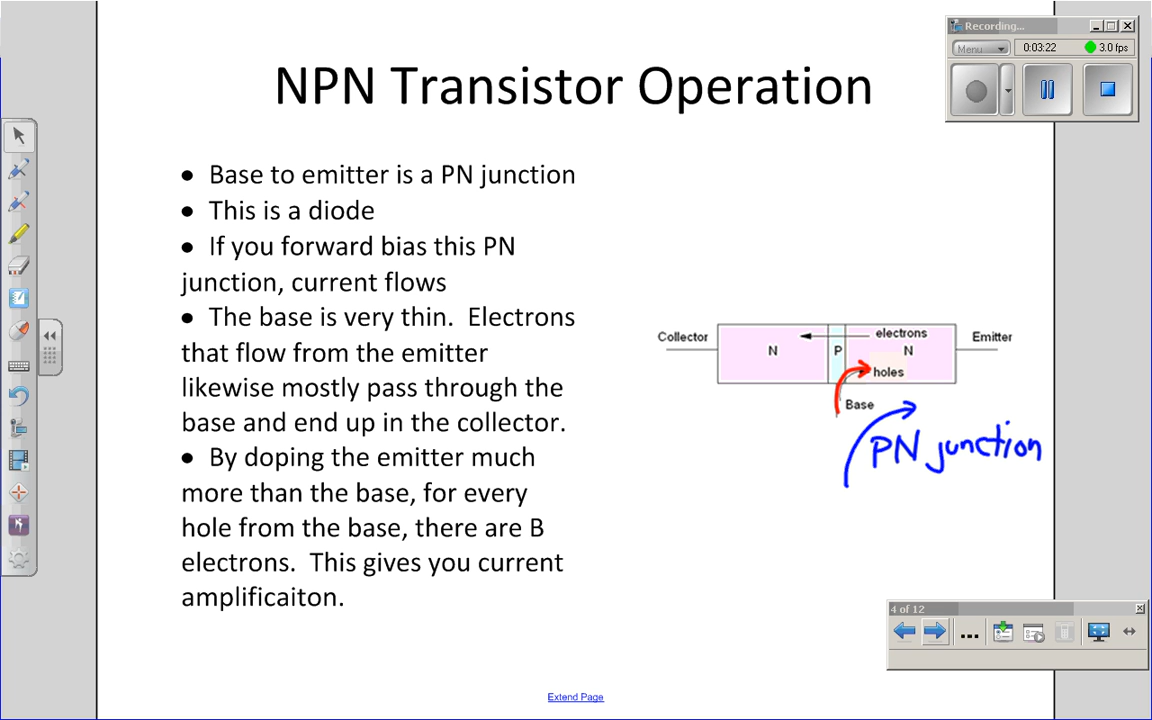 Recording...
Menu
0:03:22
3.0 fps
NPN Transistor Operation
• Base to emitter is a PN junction
• This is a diode
• If you forward bias this PN
junction, current flows
• The base is very thin. Electrons
that flow from the emitter
likewise mostly pass through the
base and end up in the collector.
• By doping the emitter much
more than the base, for every
hole from the base, there are B
electrons. This gives you current
amplificaiton.
Collector
N
P
electrons
N
holes
Emitter
Base
PN junction
4 of 12
...
Extend Page